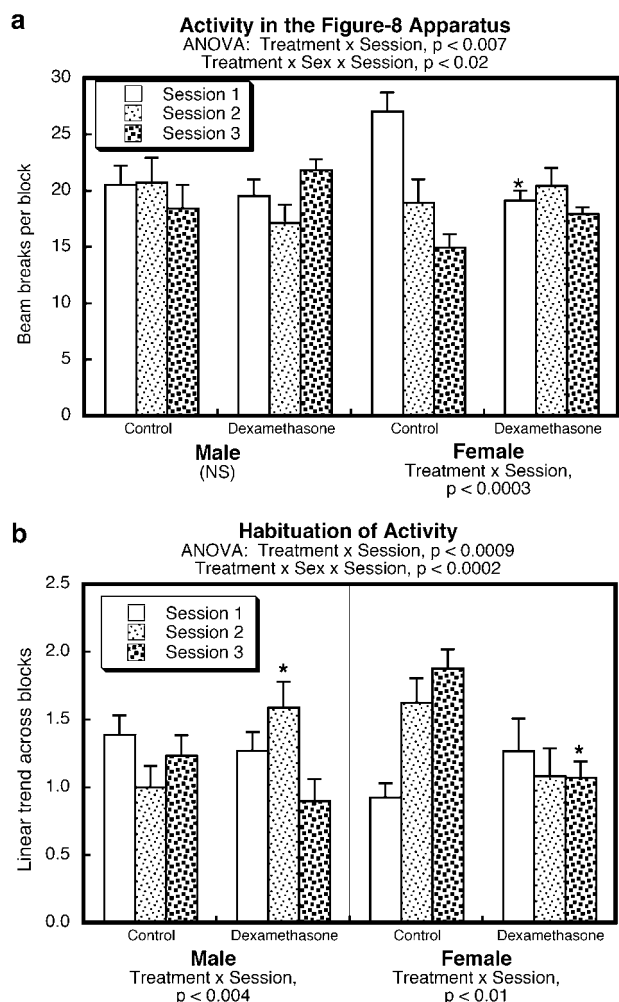 a
Activity in the Figure-8 Apparatus
ANOVA: Treatment x Session, p < 0.007
Treatment x Sex x Session, p < 0.02
30
25
20
15
10
5
0
Beam breaks per block
Session 1
Session 2
Session 3
*
Control Dexamethasone Control Dexamethasone
Male Female
(NS) Treatment x Session,
p < 0.0003
b
Habituation of Activity
ANOVA: Treatment x Session, p < 0.0009
Treatment x Sex x Session, p < 0.0002
2.5
2.0
1.5
1.0
0.5
0.0
Linear trend across blocks
Session 1
Session 2
Session 3
*
*
Control Dexamethasone Control Dexamethasone
Male Female
Treatment x Session, Treatment x Session,
p < 0.004 p < 0.01